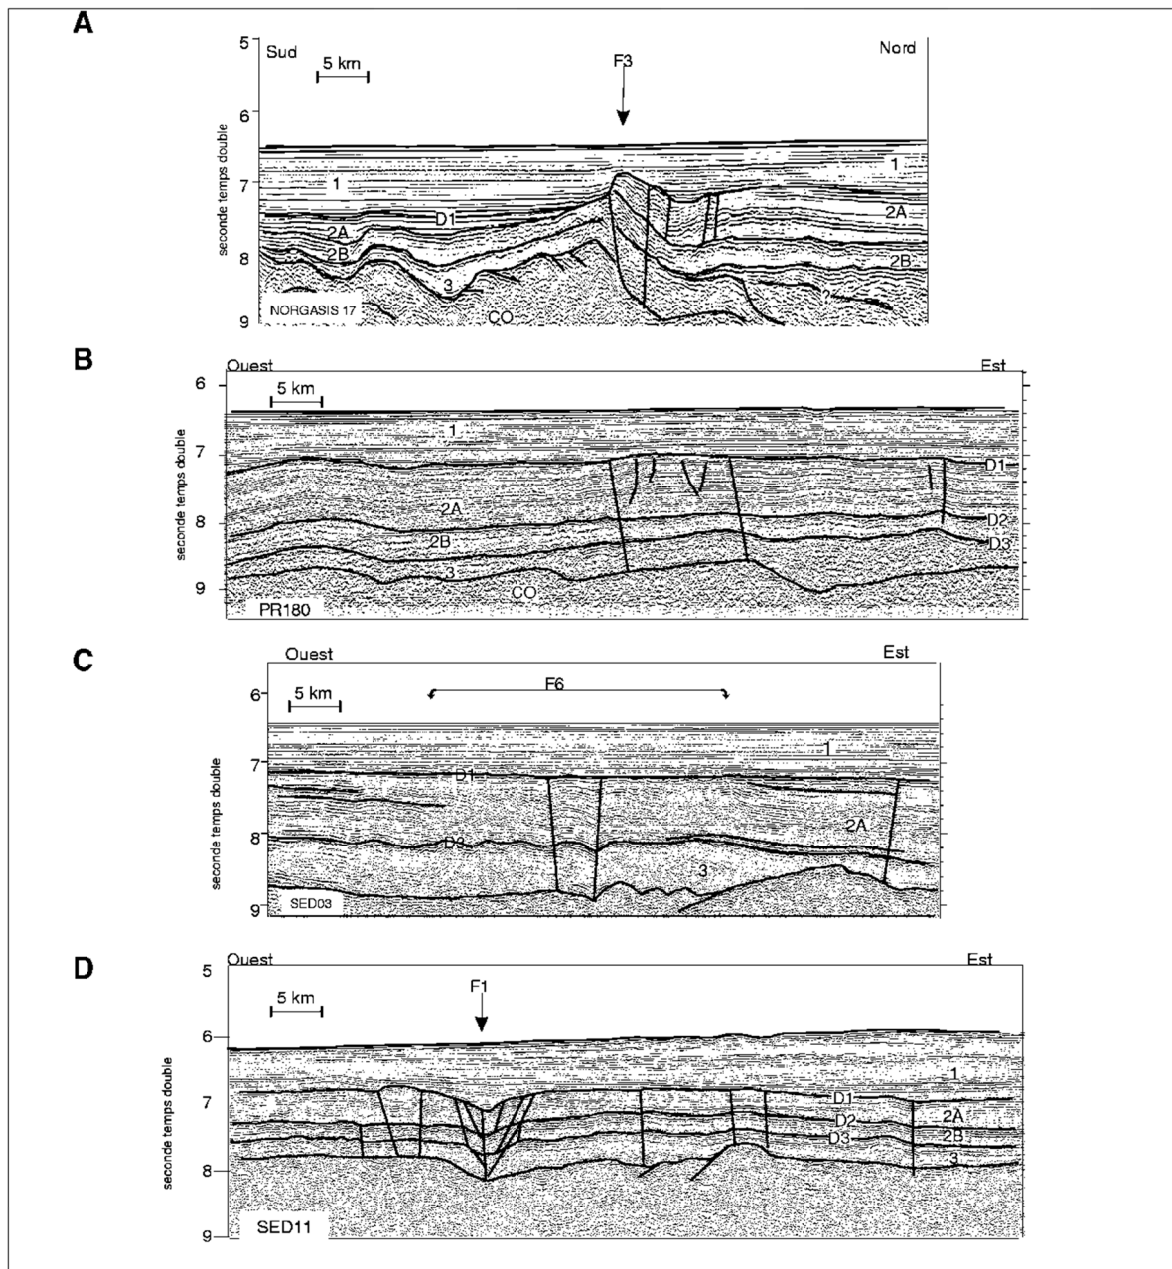 A
Sud
Nord
5 km
F3
5
6
7
8
9
seconde temps double
1
1
D1
2A
2A
2B
2B
3
NORGASIS 17
CO
B
Ouest
Est
5 km
6
7
8
9
seconde temps double
1
D1
2A
D2
2B
D3
3
CO
PR180
C
Ouest
Est
5 km
F6
6
7
8
9
seconde temps double
1
D1
2A
D3
3
SED03
D
Ouest
Est
5 km
F1
5
6
7
8
9
seconde temps double
1
D1
2A
D2
2B
D3
3
SED11